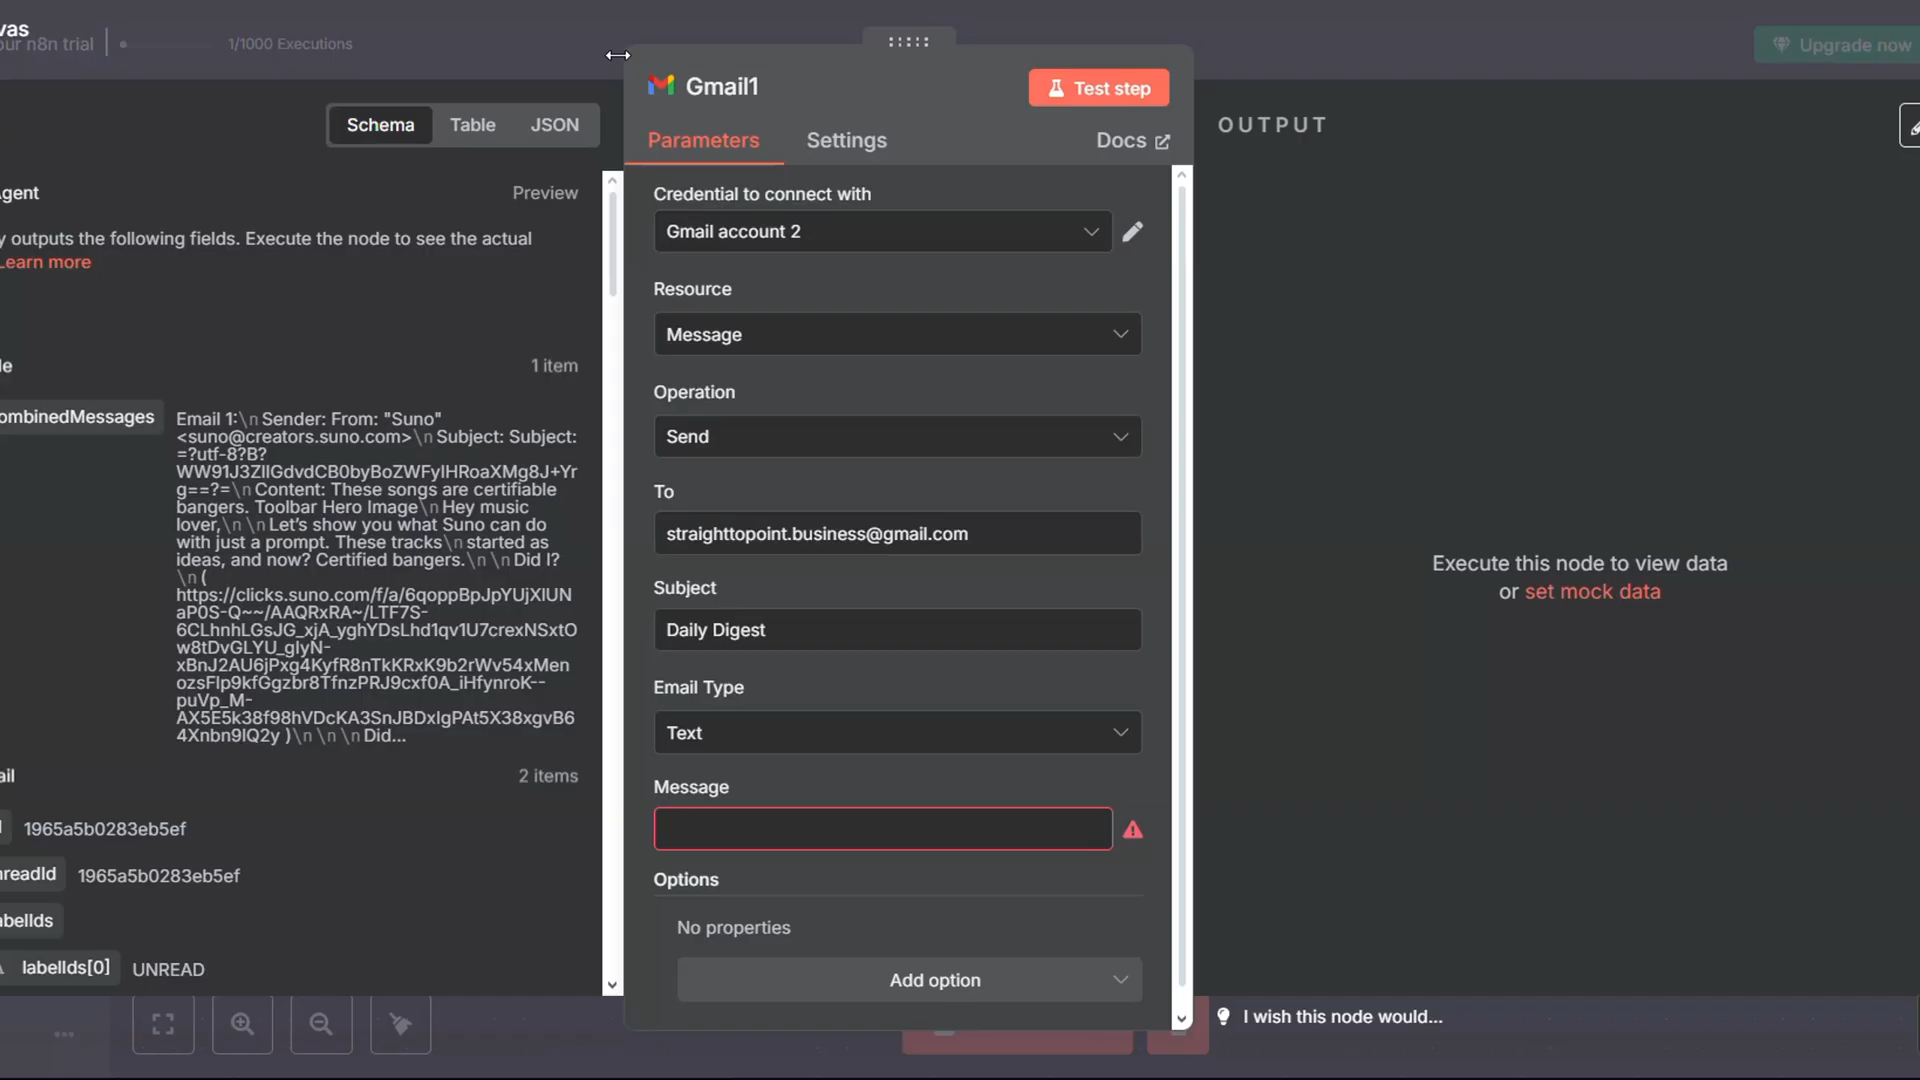 vas
our n8n trial
1/1000 Executions
Upgrade now
Schema
Table
JSON
Agent
Preview
y outputs the following fields. Execute the node to see the actual
Learn more
de
1 item
ombinedMessages
Email 1:\n Sender: From: "Suno"
<suno@creators.suno.com>\n Subject: Subject:
=?utf-8?B?
WW91J3ZlIGdvdCB0byBoZWFyIHRoaXMg8J+Yr
g==?=\n Content: These songs are certifiable
bangers. Toolbar Hero Image\n Hey music
lover,\n \n Let's show you what Suno can do
with just a prompt. These tracks\n started as
ideas, and now? Certified bangers.\n \n Did I?
\n (
https://clicks.suno.com/f/a/6qoppBpJpYUjXIUN
aP0S-Q~~/AAQRxRA~/LTF7S-
6CLhnhLGsJG_xjA_yghYDsLhd1qv1U7crexNSxtO
w8tDvGLYU_glyN-
xBnJ2AU6jPxg4KyfR8nTkKRxK9b2rWv54xMen
ozsFlp9kfGgzbr8TfnzPRJ9cxf0A_iHfynroK--
puVp_M-
AX5E5k38f98hVDcKA3SnJBDxlgPAt5X38xgvB6
4Xnbn9lQ2y )\n \n \n Did...
ail
2 items
1965a5b0283eb5ef
hreadId
1965a5b0283eb5ef
abelIds
labelIds[0]
UNREAD
Gmail1
Test step
Parameters
Settings
Docs
Credential to connect with
Gmail account 2
Resource
Message
Operation
Send
To
straighttopoint.business@gmail.com
Subject
Daily Digest
Email Type
Text
Message
Options
No properties
Add option
OUTPUT
Execute this node to view data
or set mock data
I wish this node would...